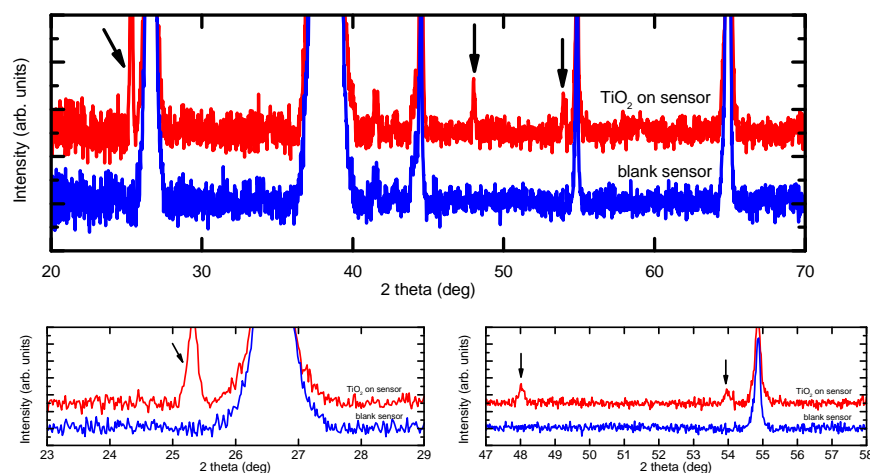 Intensity (arb. units)
TiO2 on sensor
blank sensor
20 30 40 50 60 70
2 theta (deg)
Intensity (arb. units)
TiO2 on sensor
blank sensor
23 24 25 26 27 28 29
2 theta (deg)
Intensity (arb. units)
TiO2 on sensor
blank sensor
47 48 49 50 51 52 53 54 55 56 57 58
2 theta (deg)